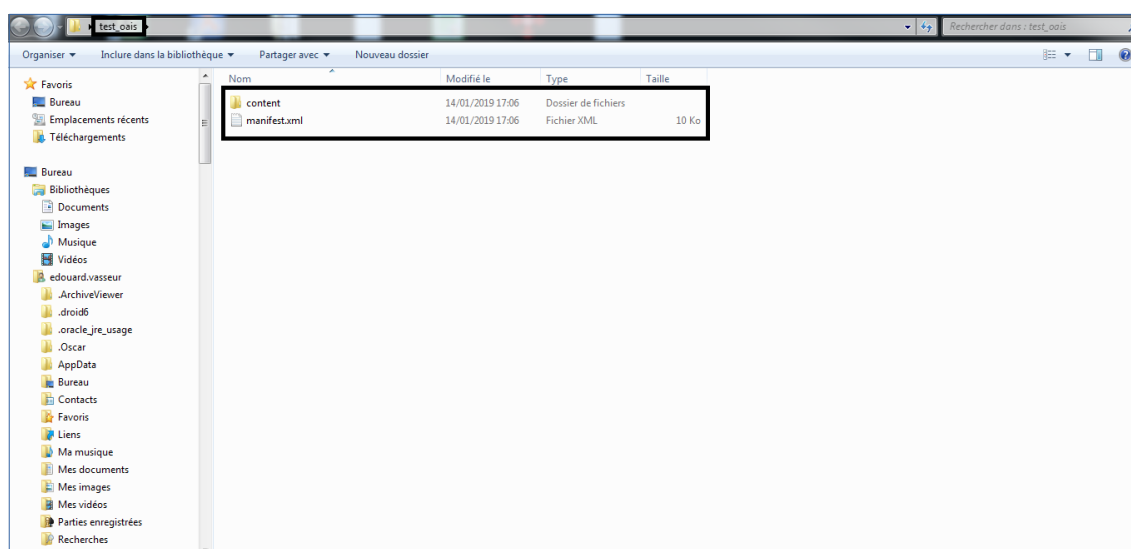 test_oais
Rechercher dans : test_oais
Organiser Inclure dans la bibliothèque Partager avec Nouveau dossier
Nom Modifié le Type Taille
content 14/01/2019 17:06 Dossier de fichiers
manifest.xml 14/01/2019 17:06 Fichier XML 10 Ko
Favoris
Bureau
Emplacements récents
Téléchargements
Bureau
Bibliothèques
Documents
Images
Musique
Vidéos
edouard.vasseur
.ArchiveViewer
.droid6
.oracle_jre_usage
.Oscar
AppData
Bureau
Contacts
Favoris
Liens
Ma musique
Mes documents
Mes images
Mes vidéos
Parties enregistrées
Recherches